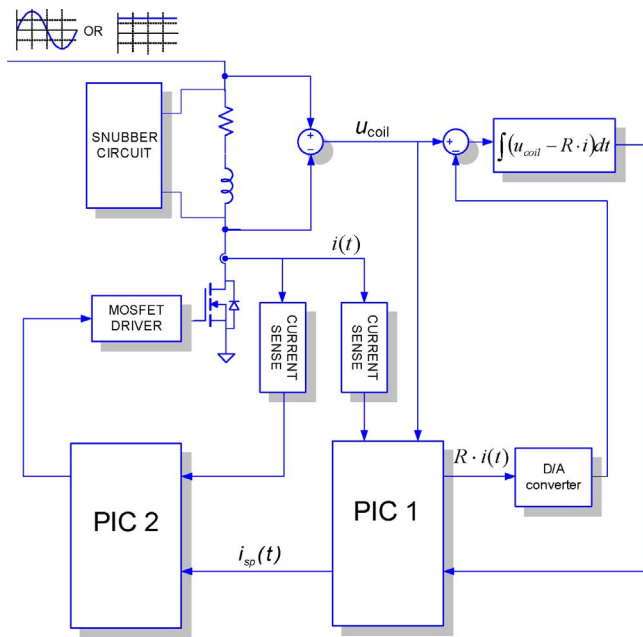 OR
SNUBBER
CIRCUIT
+
−
u_coil
+
−
∫(u_coil − R · i)dt
i(t)
MOSFET
DRIVER
CURRENT
SENSE
CURRENT
SENSE
PIC 2
PIC 1
R · i(t)
D/A
converter
i_sp(t)